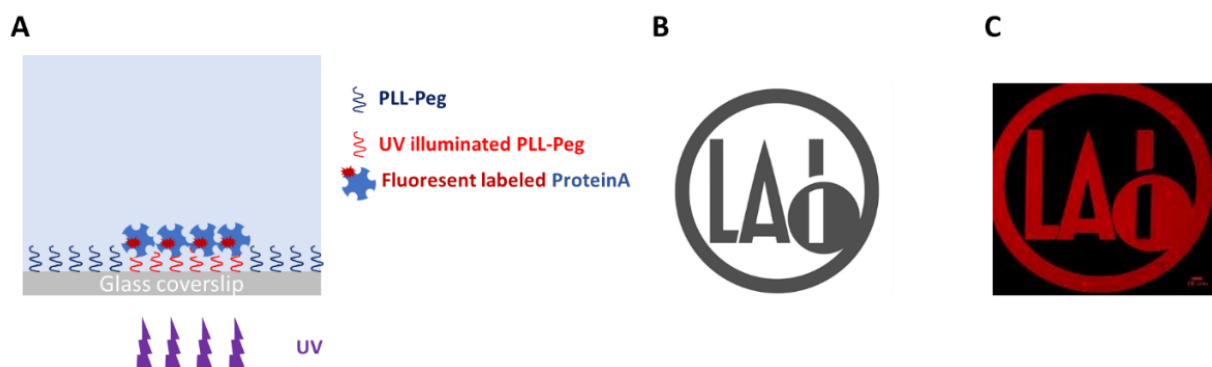 A
B
C
PLL-Peg
UV illuminated PLL-Peg
Fluoresent labeled ProteinA
Glass coverslip
UV
LAi
LAi